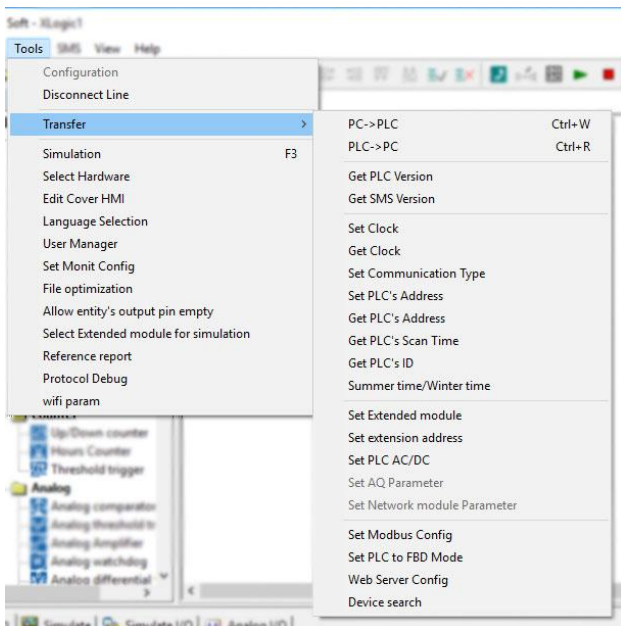 Soft - XLogic1
Tools SMS View Help
Configuration
Disconnect Line
Transfer >
Simulation F3
Select Hardware
Edit Cover HMI
Language Selection
User Manager
Set Monit Config
File optimization
Allow entity's output pin empty
Select Extended module for simulation
Reference report
Protocol Debug
wifi param
PC->PLC Ctrl+W
PLC->PC Ctrl+R
Get PLC Version
Get SMS Version
Set Clock
Get Clock
Set Communication Type
Set PLC's Address
Get PLC's Address
Get PLC's Scan Time
Get PLC's ID
Summer time/Winter time
Set Extended module
Set extension address
Set PLC AC/DC
Set AQ Parameter
Set Network module Parameter
Set Modbus Config
Set PLC to FBD Mode
Web Server Config
Device search
Counter
Up/Down counter
Hours Counter
Threshold trigger
Analog
Analog comparator
Analog threshold tr
Analog Amplifier
Analog watchdog
Analog differential
Simulate Simulate I/O Analog I/O